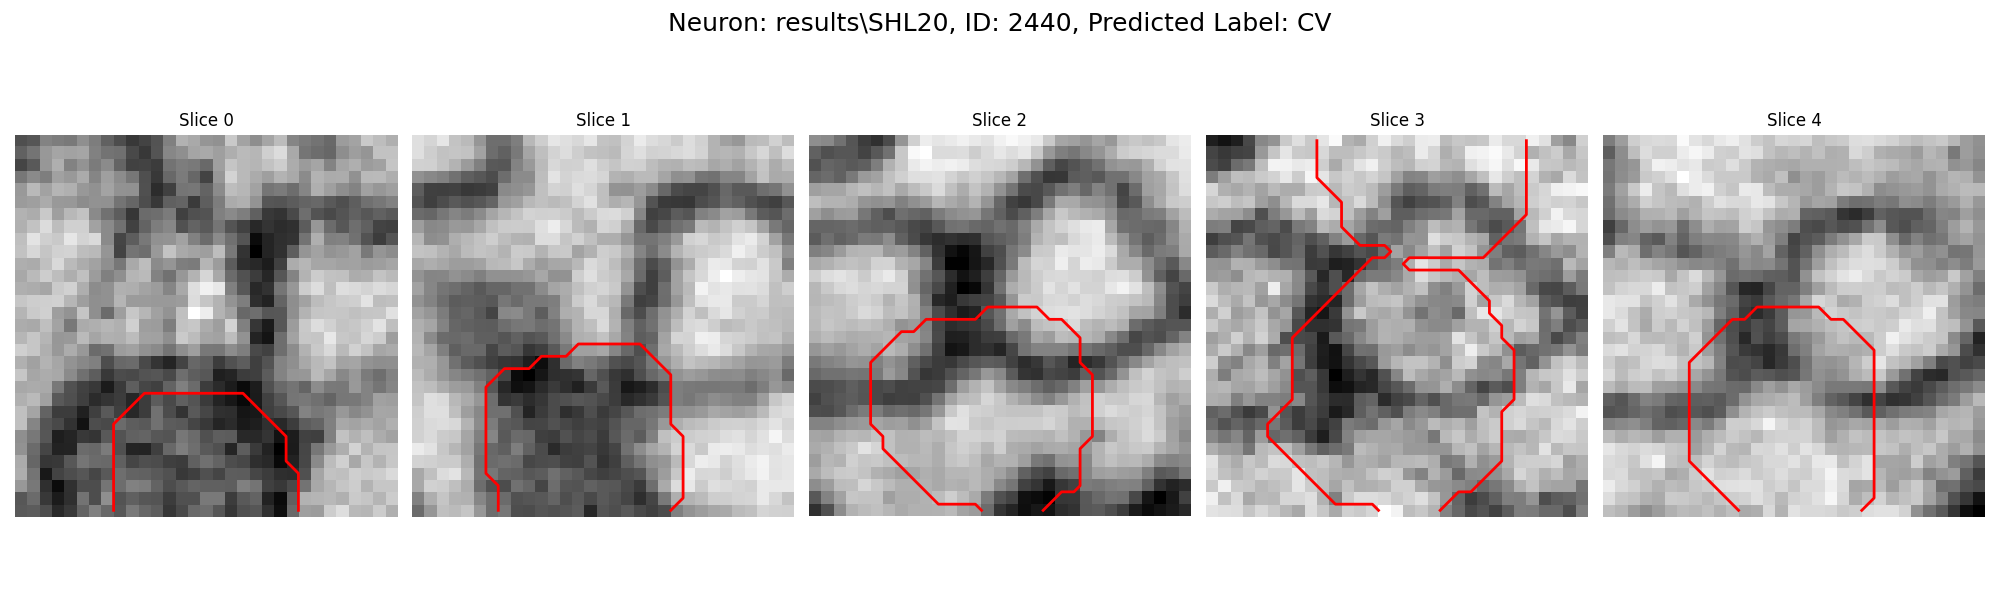 Neuron: results\SHL20, ID: 2440, Predicted Label: CV
Slice 0
Slice 1
Slice 2
Slice 3
Slice 4